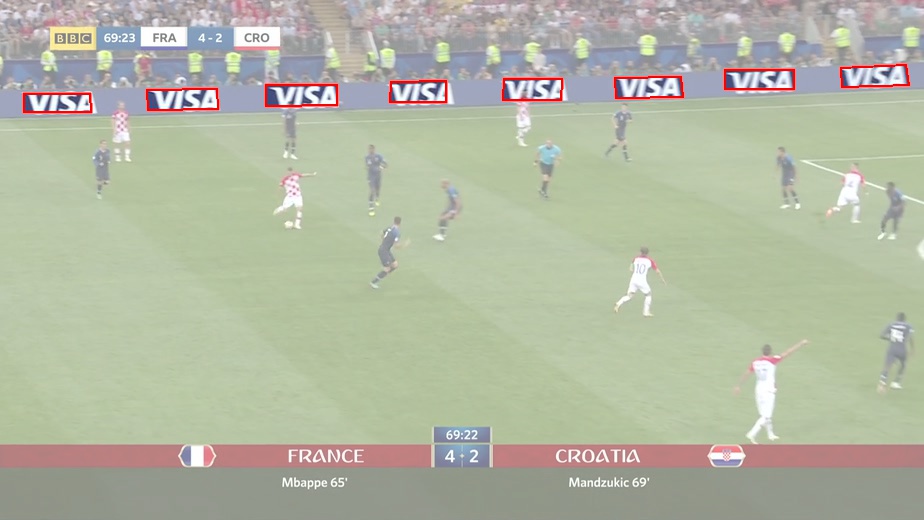 BBC 69:23 FRA 4-2 CRO
VISA VISA VISA VISA VISA VISA VISA VISA
10
69:22
FRANCE 4·2 CROATIA
Mbappe 65' Mandzukic 69'